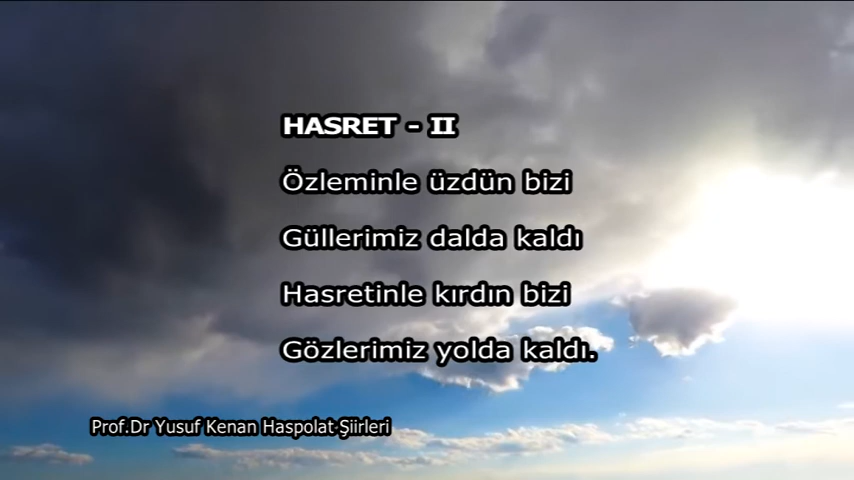 HASRET - II
Özleminle üzdün bizi
Güllerimiz dalda kaldı
Hasretinle kırdın bizi
Gözlerimiz yolda kaldı.
Prof.Dr Yusuf Kenan Haspolat Şiirleri